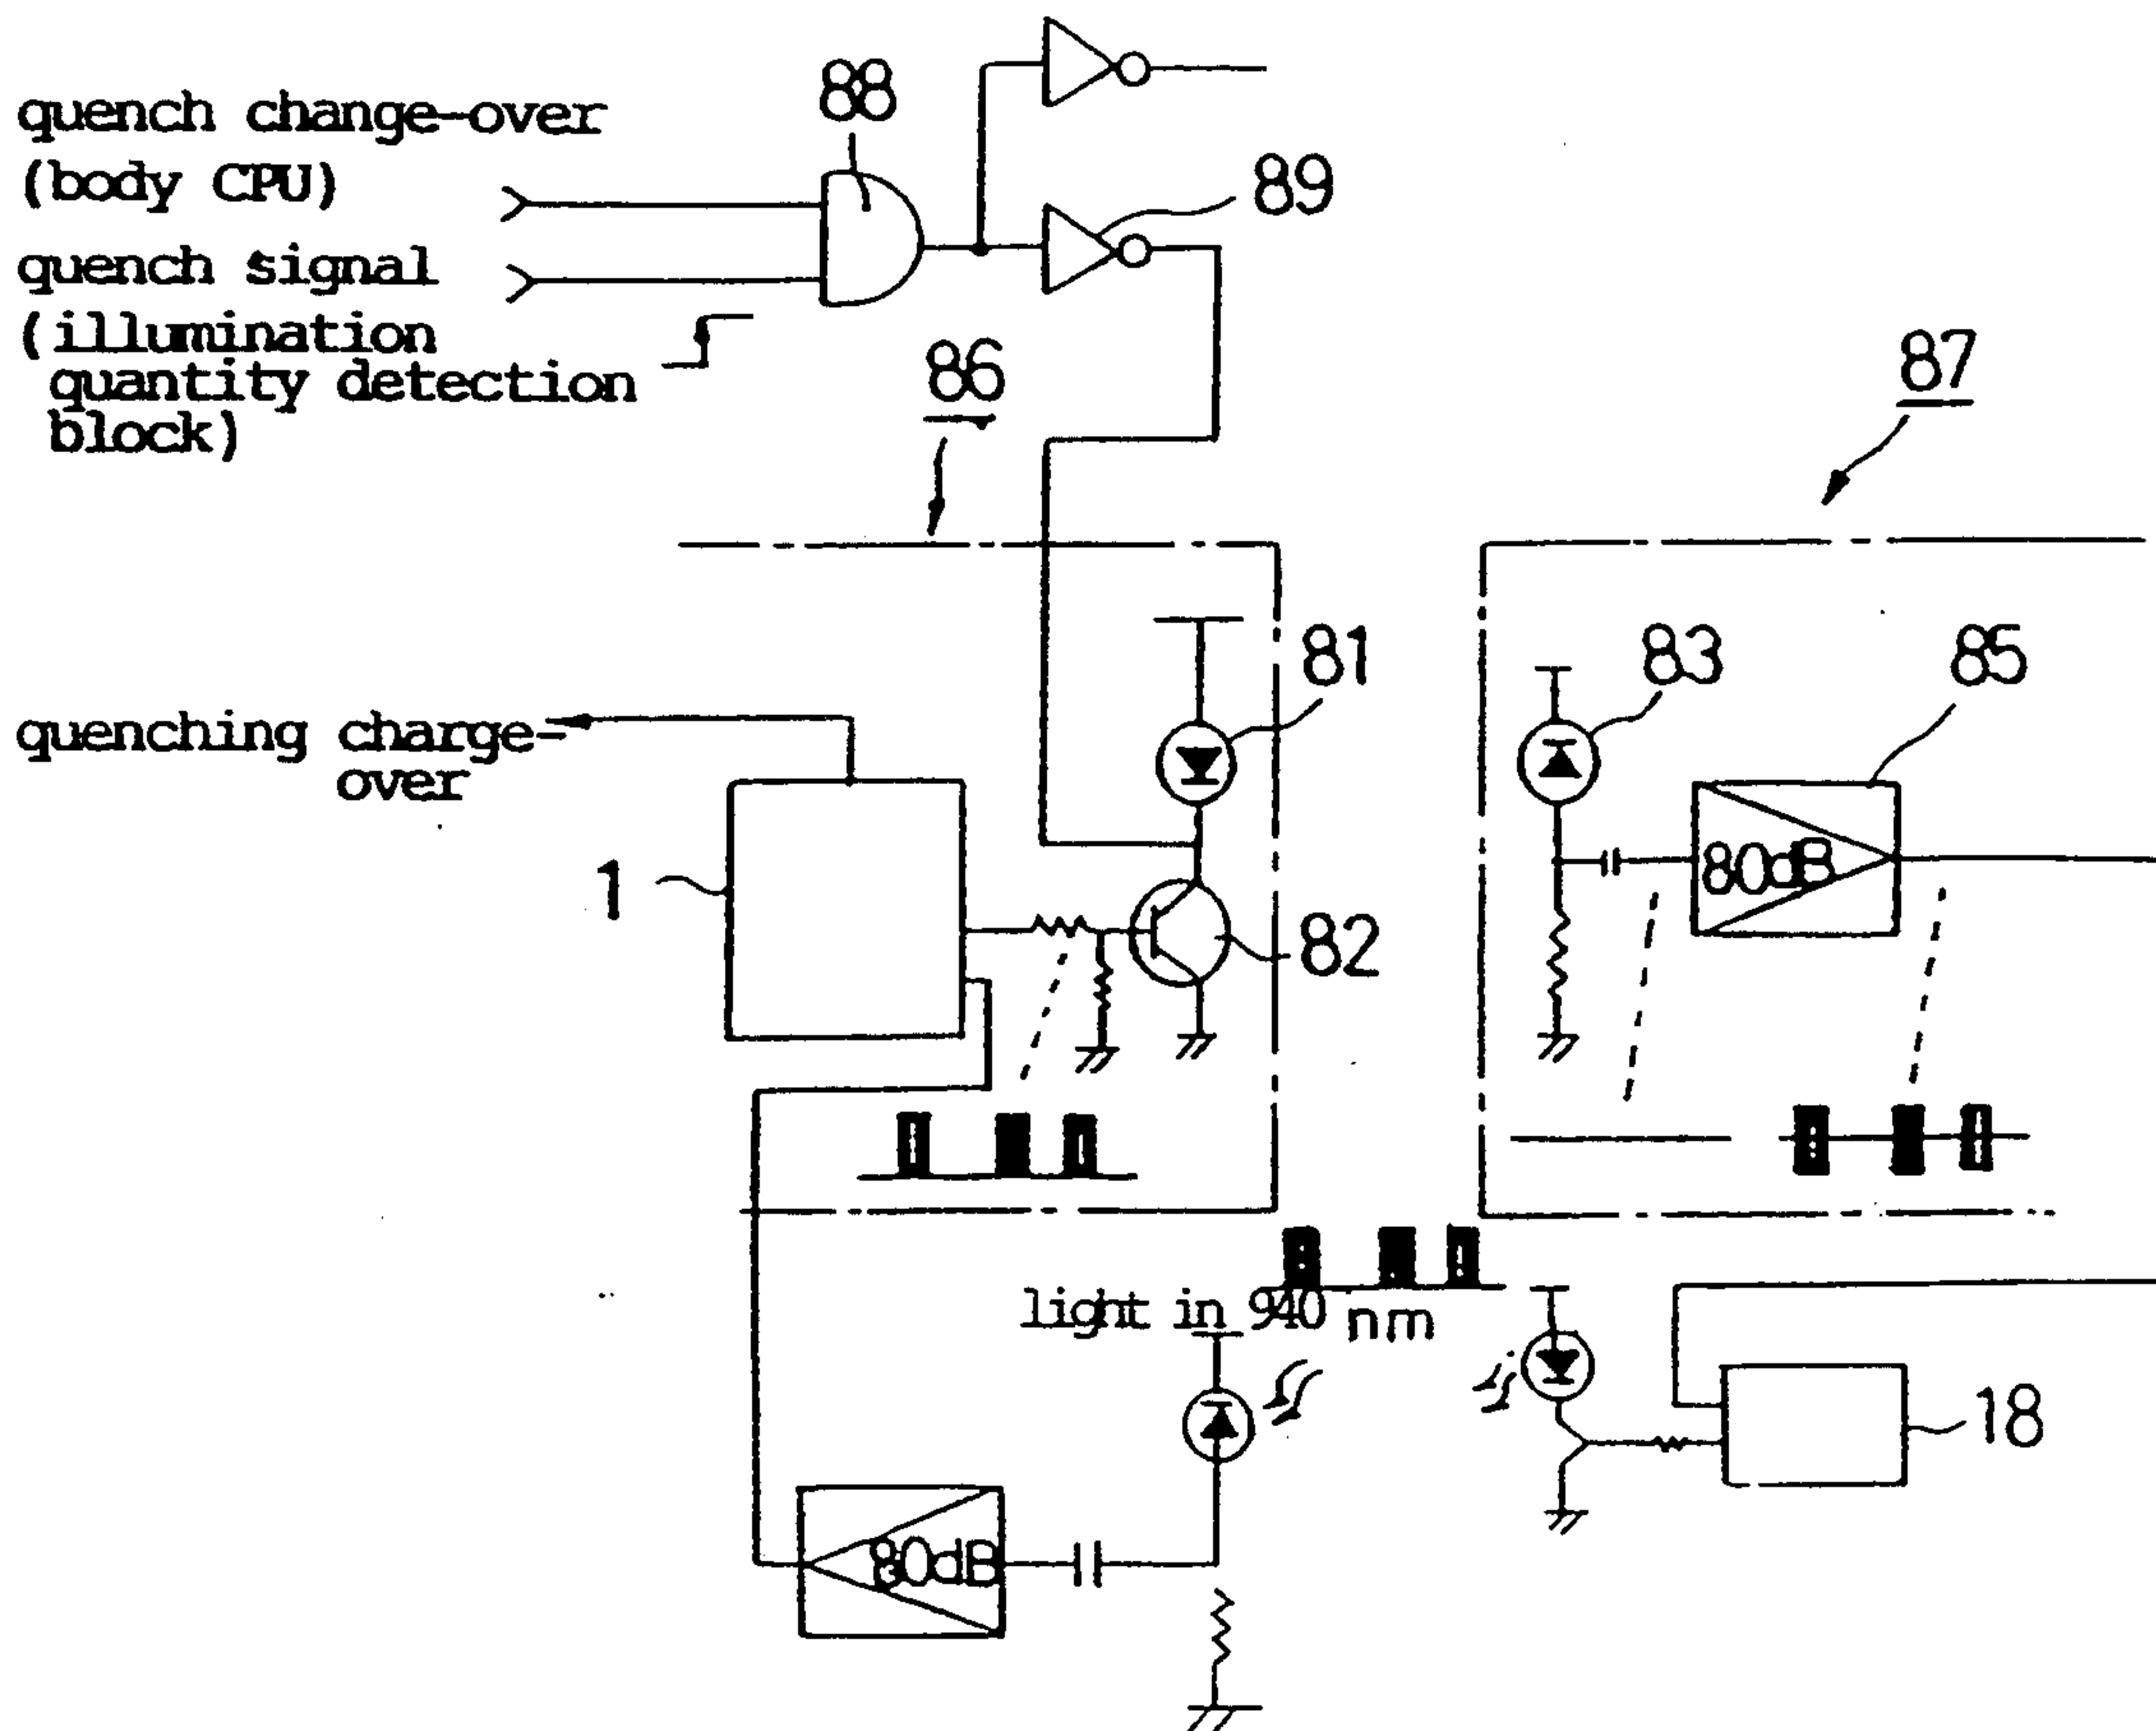 88
quench change-over
(body CPU)
89
quench signal
(illumination
quantity detection
block)
86
87
81
83
85
quenching charge-
over
1
80dB
82
light in 940 nm
18
80dB